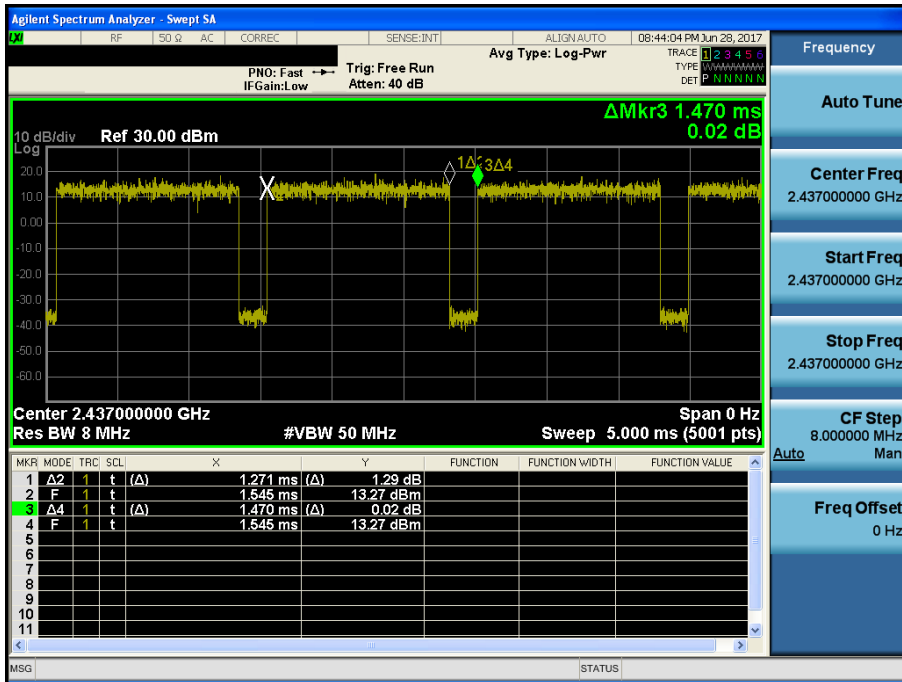 Agilent Spectrum Analyzer - Swept SA
LXI RF 50 Ω AC CORREC SENSE:INT ALIGN AUTO 08:44:04 PM Jun 28, 2017
Avg Type: Log-Pwr TRACE 1 2 3 4 5 6
PNO: Fast Trig: Free Run TYPE WWWWWW
IFGain:Low Atten: 40 dB DET P N N N N N
Frequency
Auto Tune
Center Freq
2.437000000 GHz
Start Freq
2.437000000 GHz
Stop Freq
2.437000000 GHz
CF Step
8.000000 MHz
Auto Man
Freq Offset
0 Hz
ΔMkr3 1.470 ms
0.02 dB
10 dB/div Ref 30.00 dBm
Log
20.0
10.0
0.00
-10.0
-20.0
-30.0
-40.0
-50.0
-60.0
3Δ4
Center 2.437000000 GHz Span 0 Hz
Res BW 8 MHz #VBW 50 MHz Sweep 5.000 ms (5001 pts)
MKR MODE TRC SCL X Y FUNCTION FUNCTION WIDTH FUNCTION VALUE
1 Δ2 1 t (Δ) 1.271 ms (Δ) 1.29 dB
2 F 1 t 1.545 ms 13.27 dBm
3 Δ4 1 t (Δ) 1.470 ms (Δ) 0.02 dB
4 F 1 t 1.545 ms 13.27 dBm
5
6
7
8
9
10
11
MSG STATUS